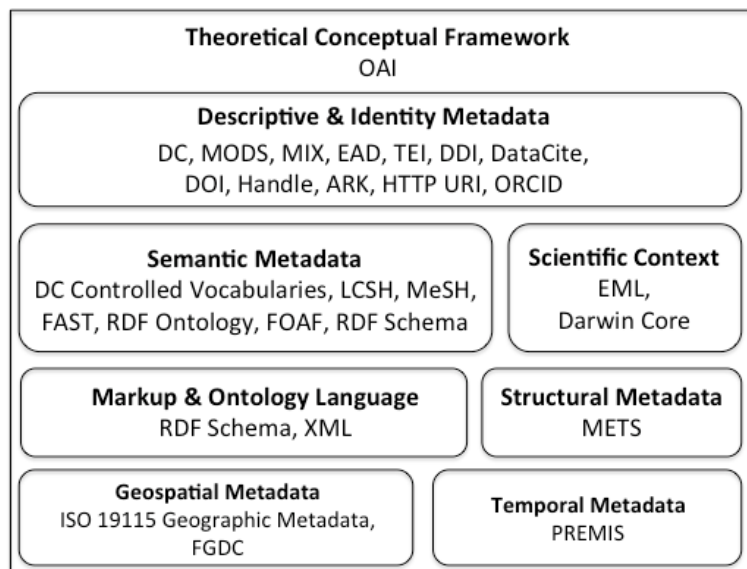 Theoretical Conceptual Framework
OAI
Descriptive & Identity Metadata
DC, MODS, MIX, EAD, TEI, DDI, DataCite,
DOI, Handle, ARK, HTTP URI, ORCID
Semantic Metadata
DC Controlled Vocabularies, LCSH, MeSH,
FAST, RDF Ontology, FOAF, RDF Schema
Scientific Context
EML,
Darwin Core
Markup & Ontology Language
RDF Schema, XML
Structural Metadata
METS
Geospatial Metadata
ISO 19115 Geographic Metadata,
FGDC
Temporal Metadata
PREMIS